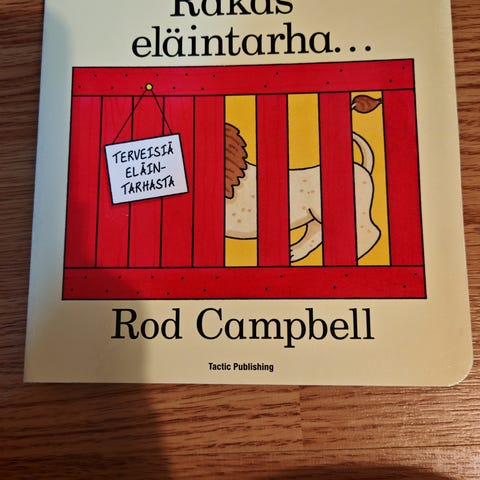 Rakas
eläintarha...
TERVEISIÄ
ELÄIN-
TARHASTA
Rod Campbell
Tactic Publishing